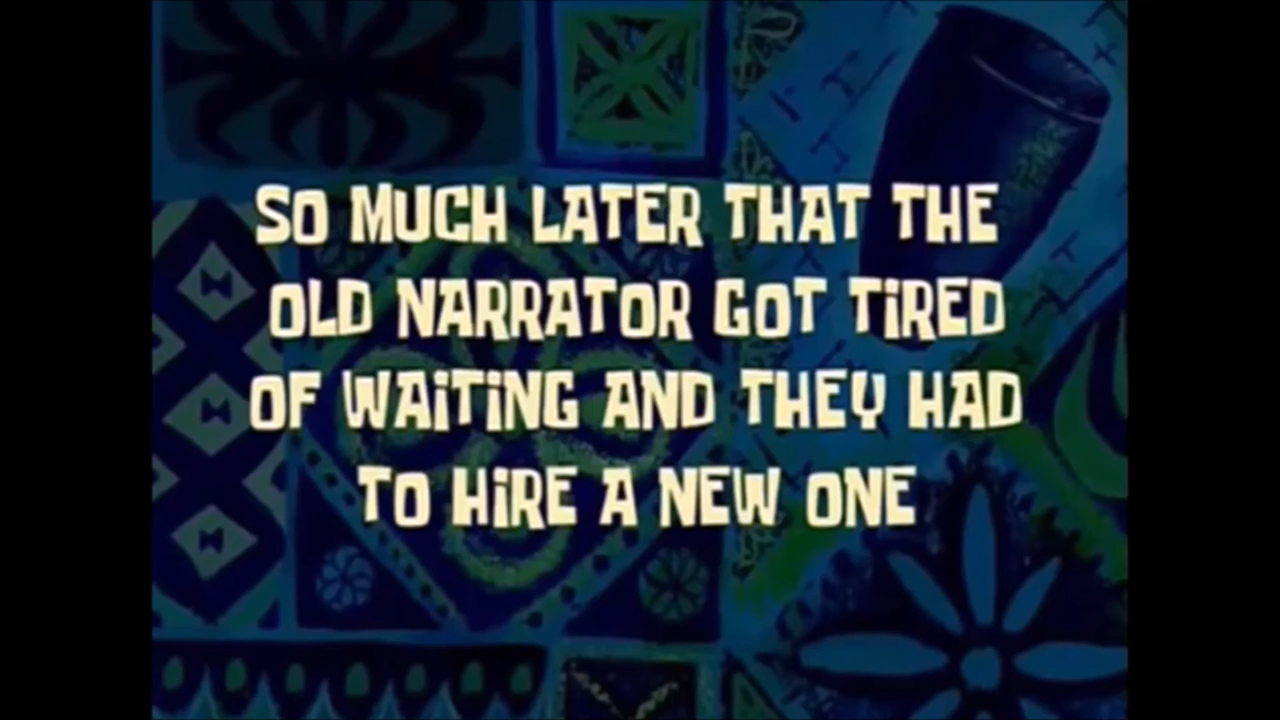 SO MUCH LATER THAT THE
OLD NARRATOR GOT TiRED
OF WAiTiNG AND THEY HAD
TO HiRE A NEW ONE